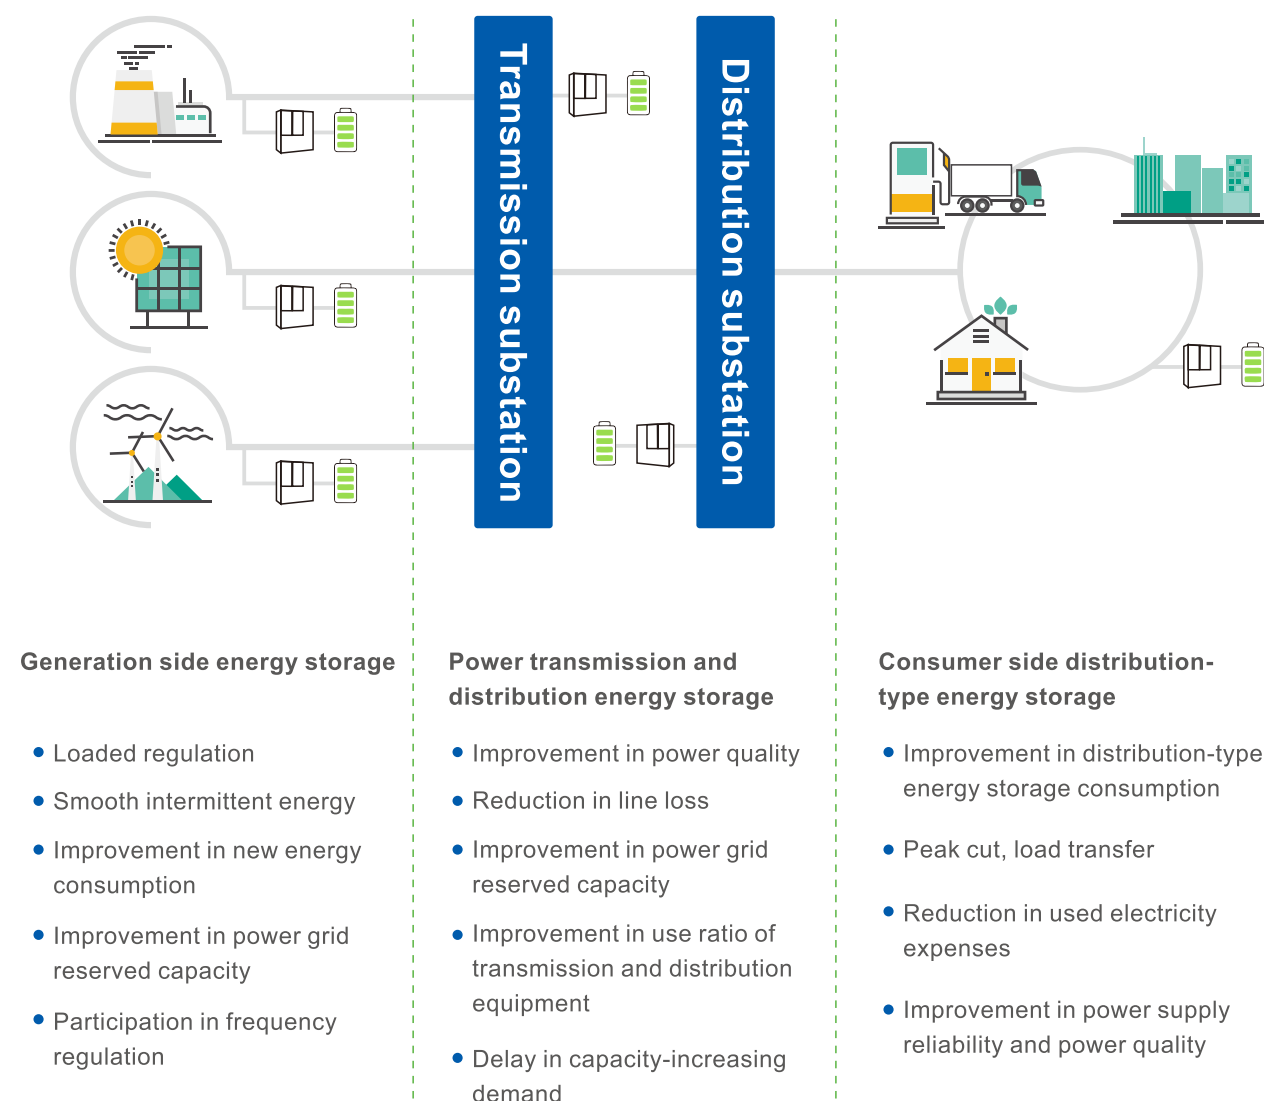 Transmission substation
Distribution substation
Generation side energy storage
Loaded regulation
Smooth intermittent energy
Improvement in new energy
consumption
Improvement in power grid
reserved capacity
Participation in frequency
regulation
Power transmission and
distribution energy storage
Improvement in power quality
Reduction in line loss
Improvement in power grid
reserved capacity
Improvement in use ratio of
transmission and distribution
equipment
Delay in capacity-increasing
demand
Consumer side distribution-
type energy storage
Improvement in distribution-type
energy storage consumption
Peak cut, load transfer
Reduction in used electricity
expenses
Improvement in power supply
reliability and power quality